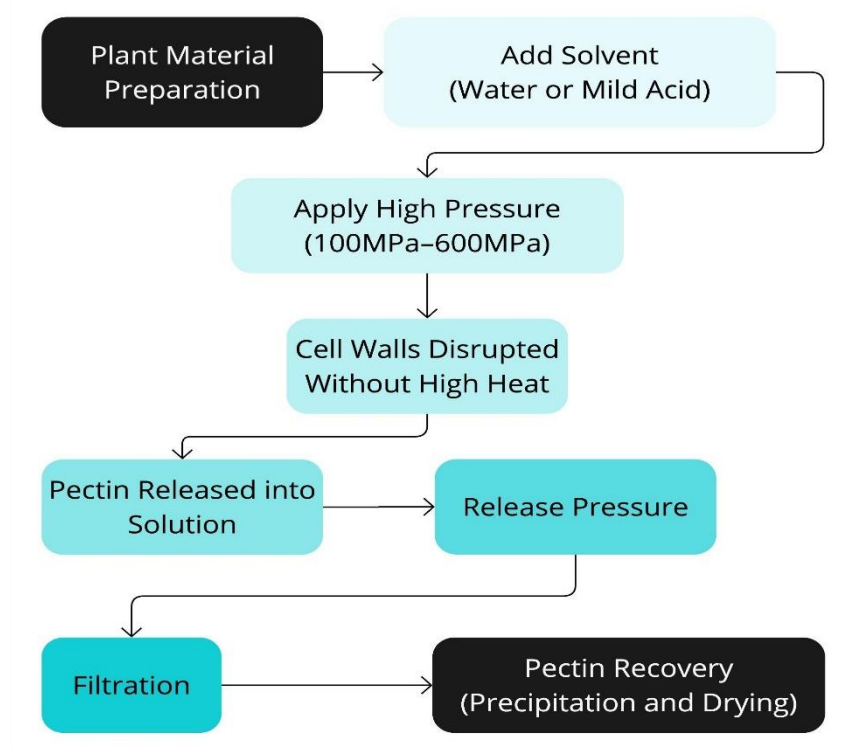 Plant Material
Preparation
Add Solvent
(Water or Mild Acid)
Apply High Pressure
(100MPa–600MPa)
Cell Walls Disrupted
Without High Heat
Pectin Released into
Solution
Release Pressure
Filtration
Pectin Recovery
(Precipitation and Drying)